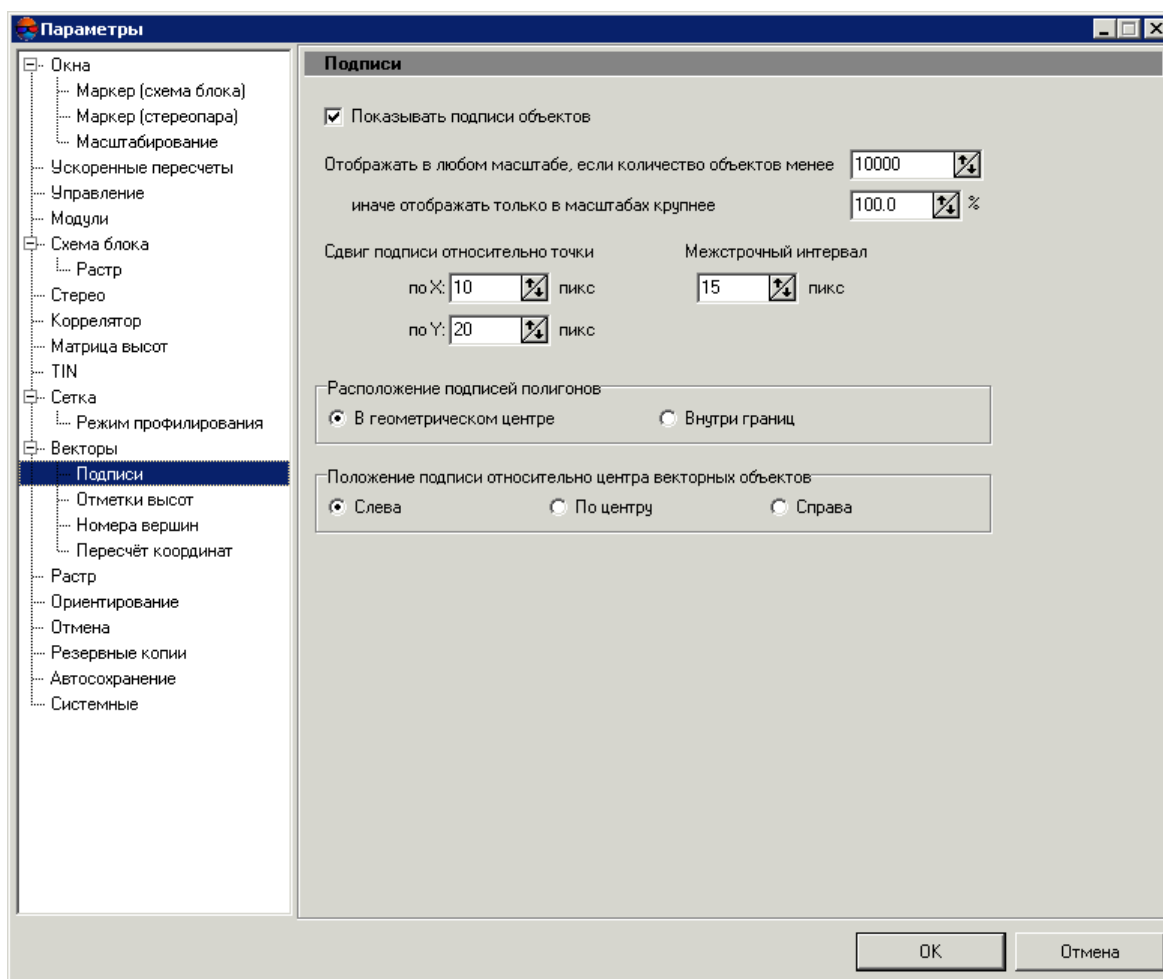 Параметры
Окна
Маркер (схема блока)
Маркер (стереопара)
Масштабирование
Ускоренные пересчеты
Управление
Модули
Схема блока
Растр
Стерео
Коррелятор
Матрица высот
TIN
Сетка
Режим профилирования
Векторы
Подписи
Отметки высот
Номера вершин
Пересчёт координат
Растр
Ориентирование
Отмена
Резервные копии
Автосохранение
Системные
Подписи
Показывать подписи объектов
Отображать в любом масштабе, если количество объектов менее 10000
иначе отображать только в масштабах крупнее 100.0 %
Сдвиг подписи относительно точки Межстрочный интервал
по X: 10 пикс 15 пикс
по Y: 20 пикс
Расположение подписей полигонов
В геометрическом центре Внутри границ
Положение подписи относительно центра векторных объектов
Слева По центру Справа
OK Отмена